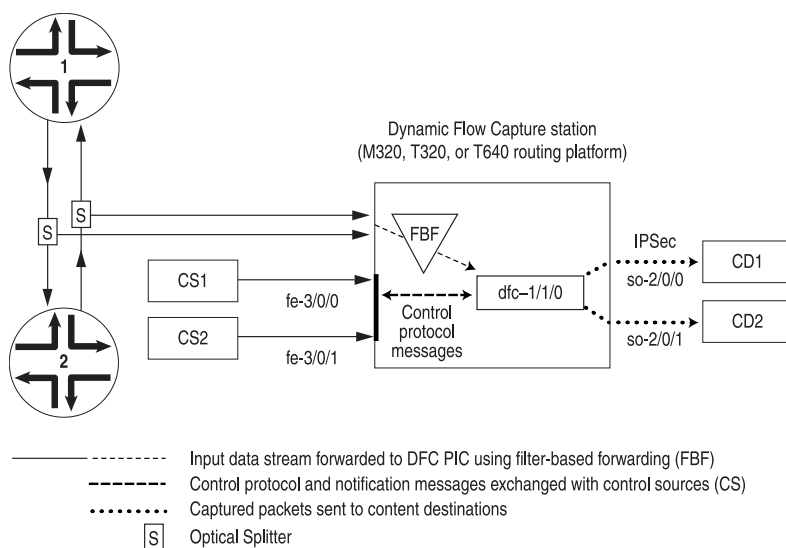 1
Dynamic Flow Capture station
(M320, T320, or T640 routing platform)
S
S
FBF
IPSec
CD1
CS1
dfc–1/1/0
so-2/0/0
fe-3/0/0
Control
protocol
messages
CS2
CD2
2
fe-3/0/1
so-2/0/1
Input data stream forwarded to DFC PIC using filter-based forwarding (FBF)
Control protocol and notification messages exchanged with control sources (CS)
Captured packets sent to content destinations
S Optical Splitter